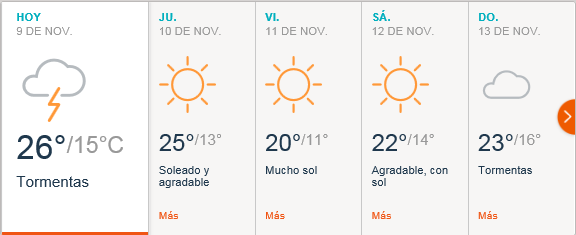 HOY
9 DE NOV.
26°/15°C
Tormentas
JU.
10 DE NOV.
25°/13°
Soleado y
agradable
Más
VI.
11 DE NOV.
20°/11°
Mucho sol
Más
SÁ.
12 DE NOV.
22°/14°
Agradable, con
sol
Más
DO.
13 DE NOV.
23°/16°
Tormentas
Más